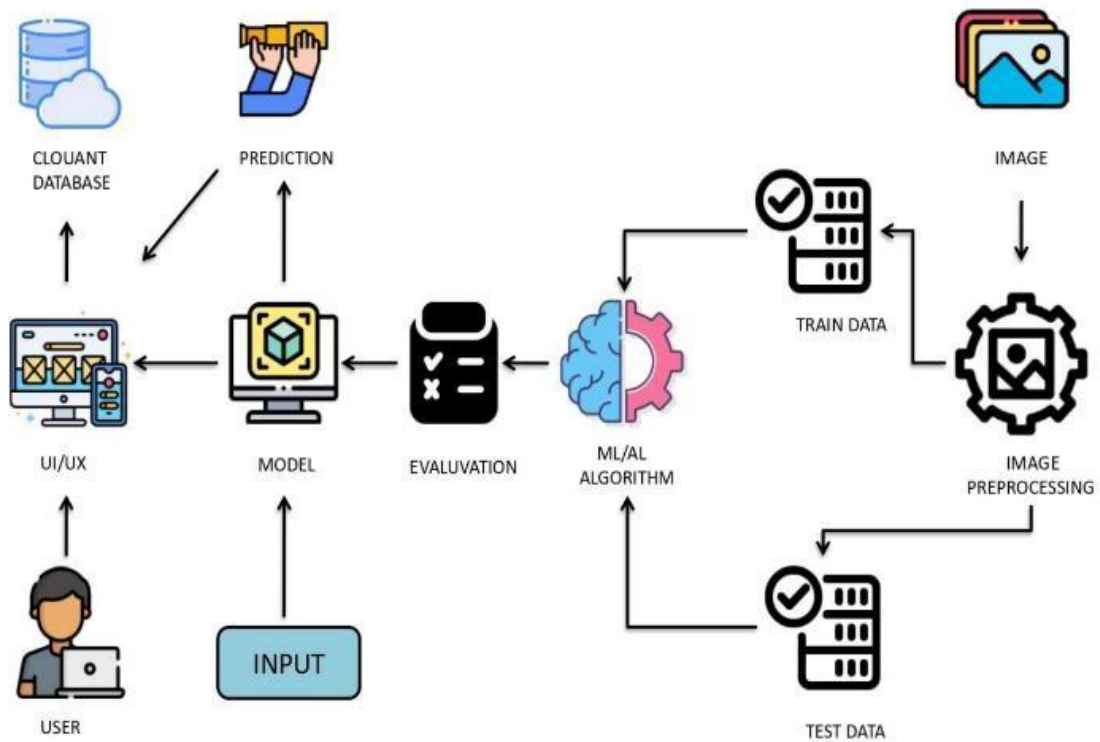 CLOUANT
DATABASE
PREDICTION
IMAGE
TRAIN DATA
UI/UX
MODEL
EVALUVATION
ML/AL
ALGORITHM
IMAGE
PREPROCESSING
INPUT
USER
TEST DATA